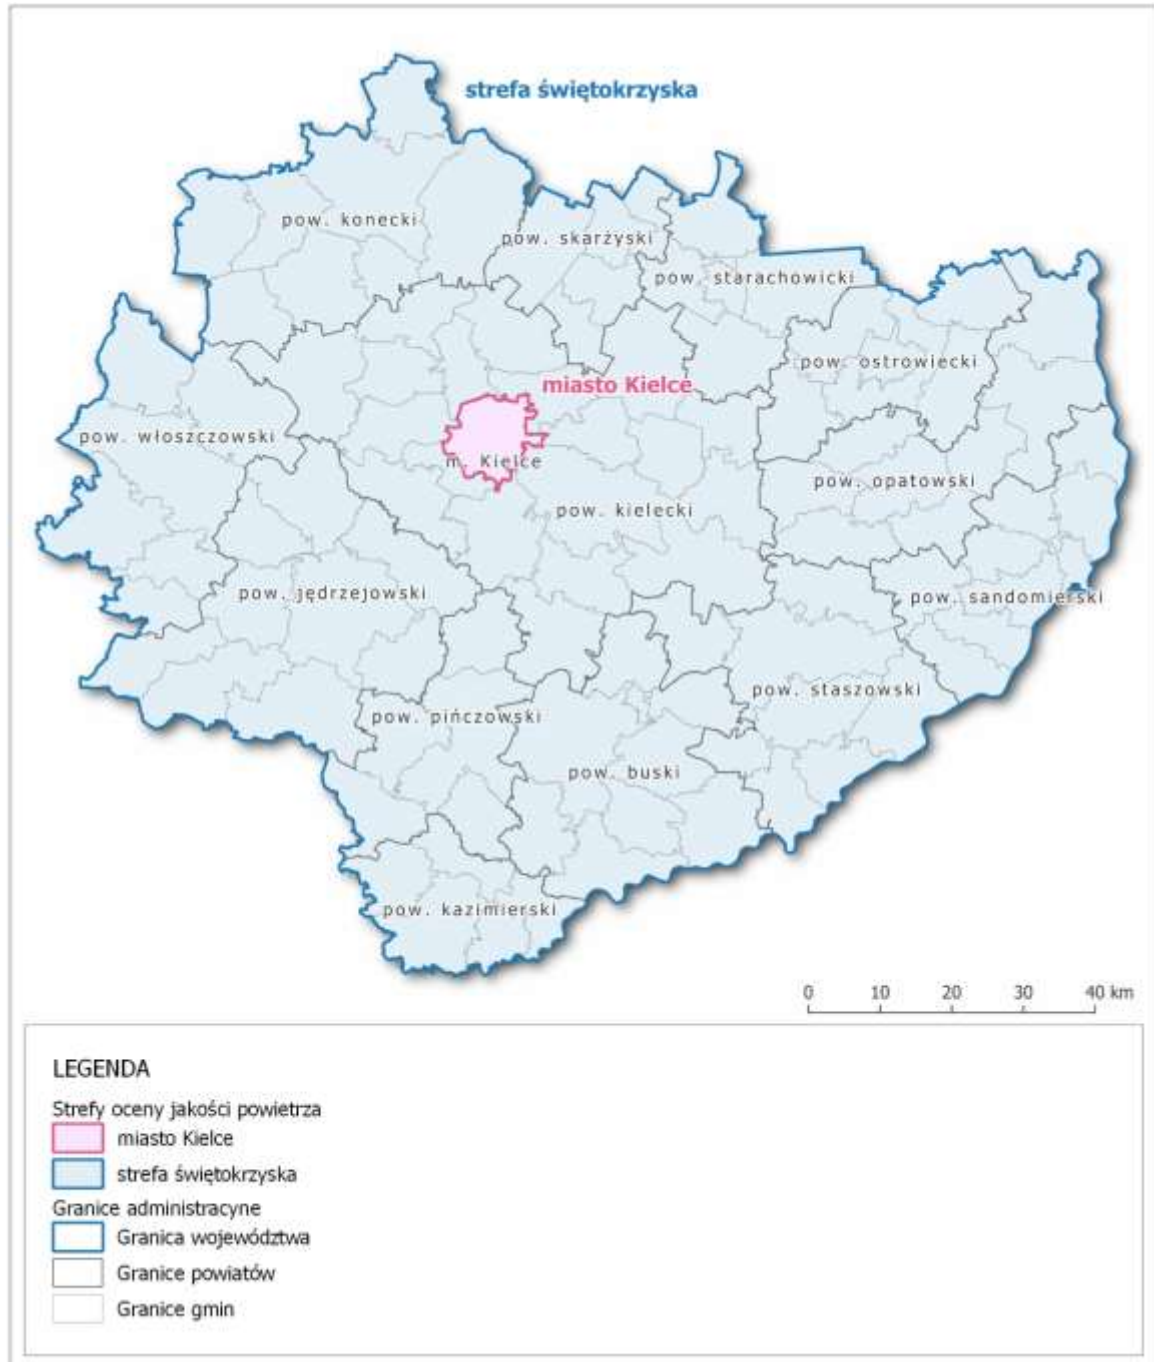 strefa świętokrzyska
pow. konecki
pow. skarżyski
pow. starachowicki
pow. ostrowiecki
miasto Kielce
pow. włoszczowski
m. Kielce
pow. opatowski
pow. kielecki
pow. jędrzejowski
pow. sandomierski
pow. staszowski
pow. pińczowski
pow. buski
pow. kazimierski
0 10 20 30 40 km
LEGENDA
Strefy oceny jakości powietrza
miasto Kielce
strefa świętokrzyska
Granice administracyne
Granica województwa
Granice powiatów
Granice gmin